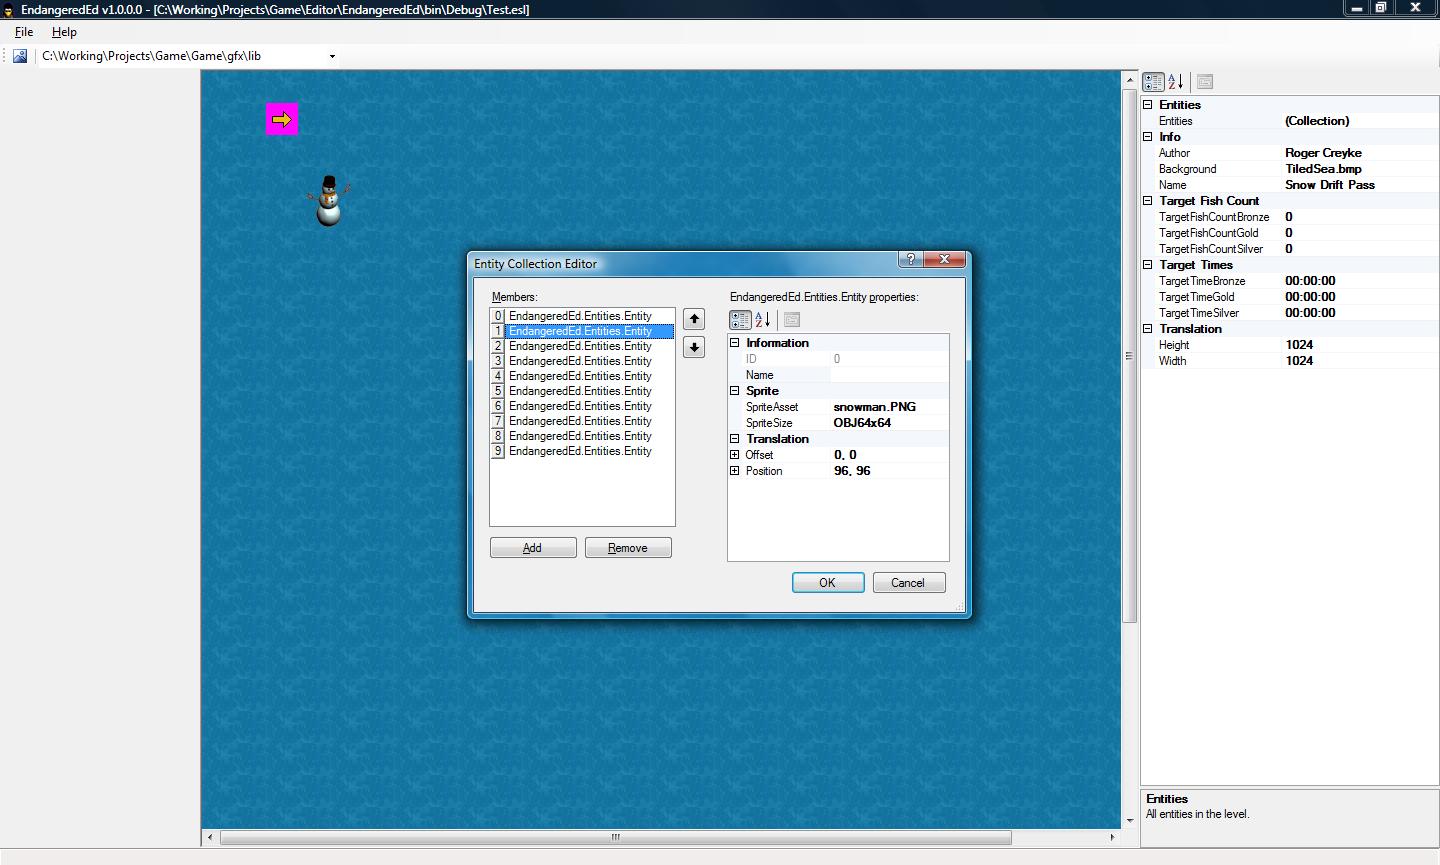 EndangeredEd v1.0.0.0 - [C:\Working\Projects\Game\Editor\EndangeredEd\bin\Debug\Test.esl]
File Help
C:\Working\Projects\Game\Game\gfx\lib
Entity Collection Editor
?
Members:
0 EndangeredEd.Entities.Entity
1 EndangeredEd.Entities.Entity
2 EndangeredEd.Entities.Entity
3 EndangeredEd.Entities.Entity
4 EndangeredEd.Entities.Entity
5 EndangeredEd.Entities.Entity
6 EndangeredEd.Entities.Entity
7 EndangeredEd.Entities.Entity
8 EndangeredEd.Entities.Entity
9 EndangeredEd.Entities.Entity
Add Remove
EndangeredEd.Entities.Entity properties:
A
Z
Information
ID 0
Name
Sprite
SpriteAsset snowman.PNG
SpriteSize OBJ64x64
Translation
Offset 0, 0
Position 96, 96
OK Cancel
A
Z
Entities
Entities (Collection)
Info
Author Roger Creyke
Background TiledSea.bmp
Name Snow Drift Pass
Target Fish Count
TargetFishCountBronze 0
TargetFishCountGold 0
TargetFishCountSilver 0
Target Times
TargetTimeBronze 00:00:00
TargetTimeGold 00:00:00
TargetTimeSilver 00:00:00
Translation
Height 1024
Width 1024
Entities
All entities in the level.